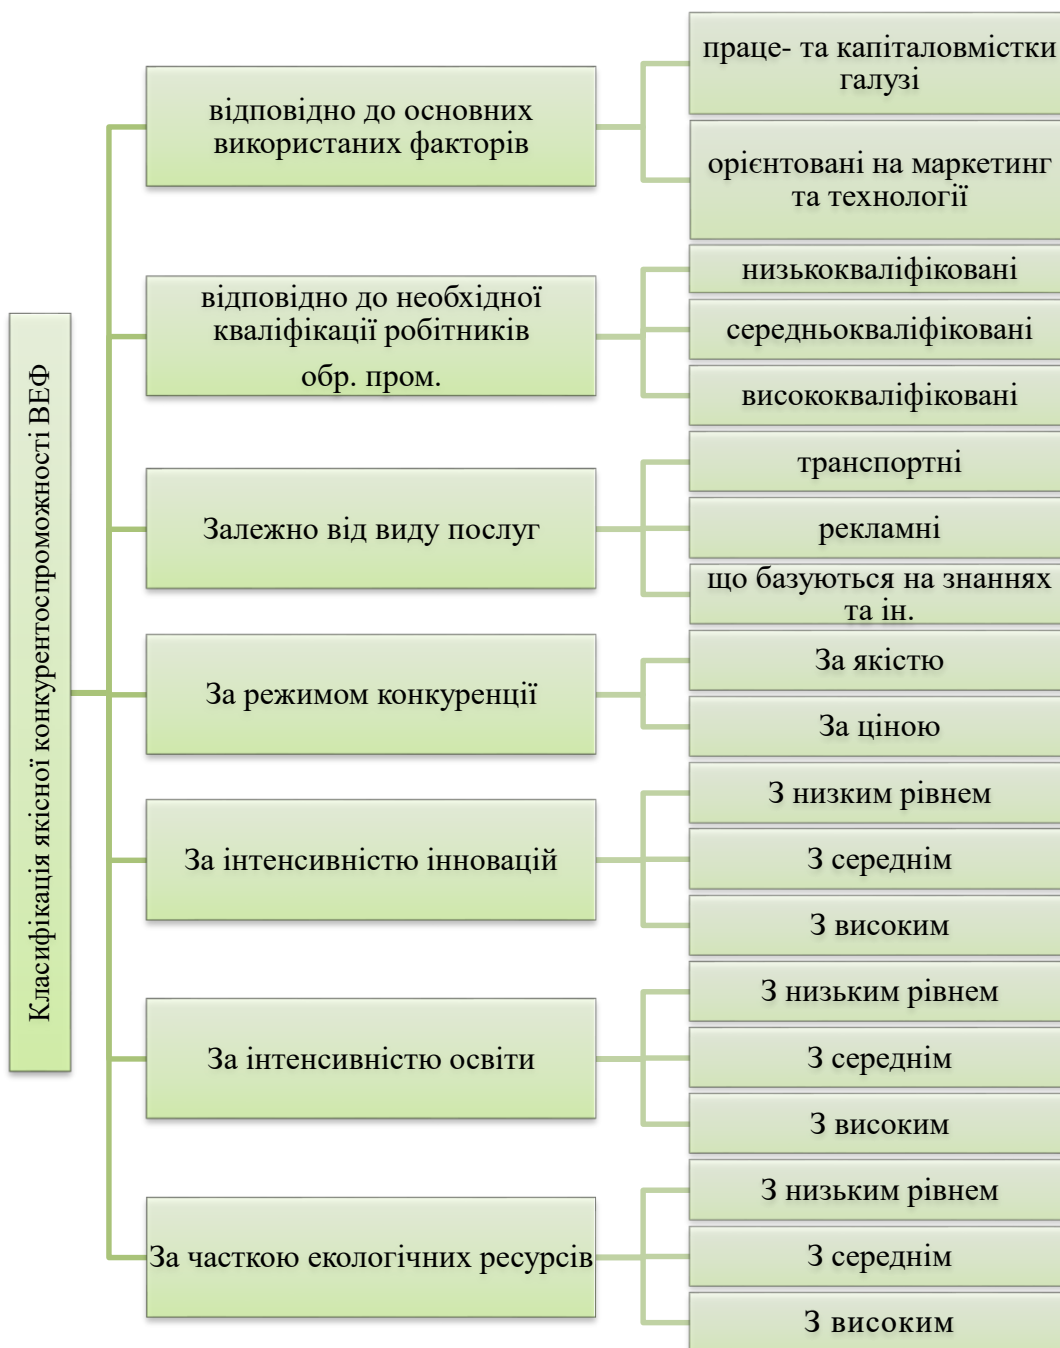 Класифікація якісної конкурентоспроможності ВЕФ
відповідно до основних
використаних факторів
праце- та капіталовмістки
галузі
орієнтовані на маркетинг
та технології
відповідно до необхідної
кваліфікації робітників
обр. пром.
низькокваліфіковані
середньокваліфіковані
висококваліфіковані
Залежно від виду послуг
транспортні
рекламні
що базуються на знаннях
та ін.
За режимом конкуренції
За якістю
За ціною
За інтенсивністю інновацій
З низким рівнем
З середнім
З високим
За інтенсивністю освіти
З низьким рівнем
З середнім
З високим
За часткою екологічних ресурсів
З низьким рівнем
З середнім
З високим